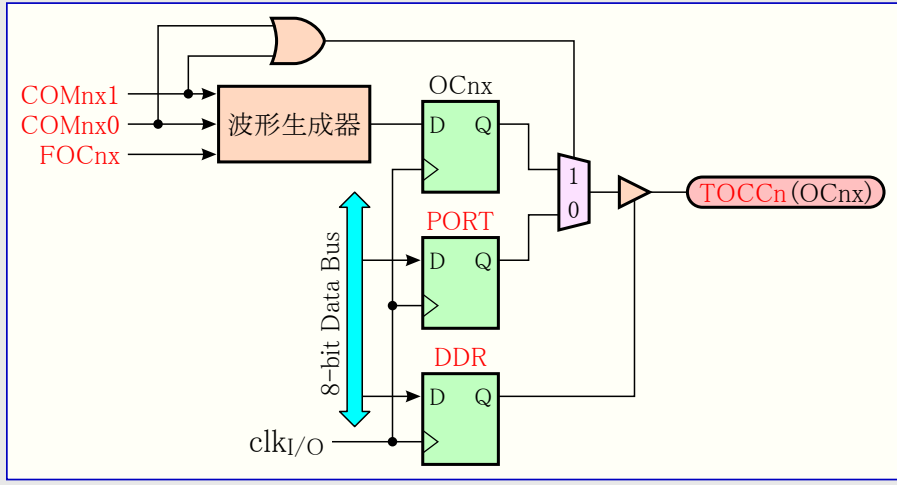 COMnx1
COMnx0
FOCnx
波形生成器
OCnx
D Q
1
0
TOCCn(OCnx)
PORT
D Q
8-bit Data Bus
DDR
D Q
clkI/O